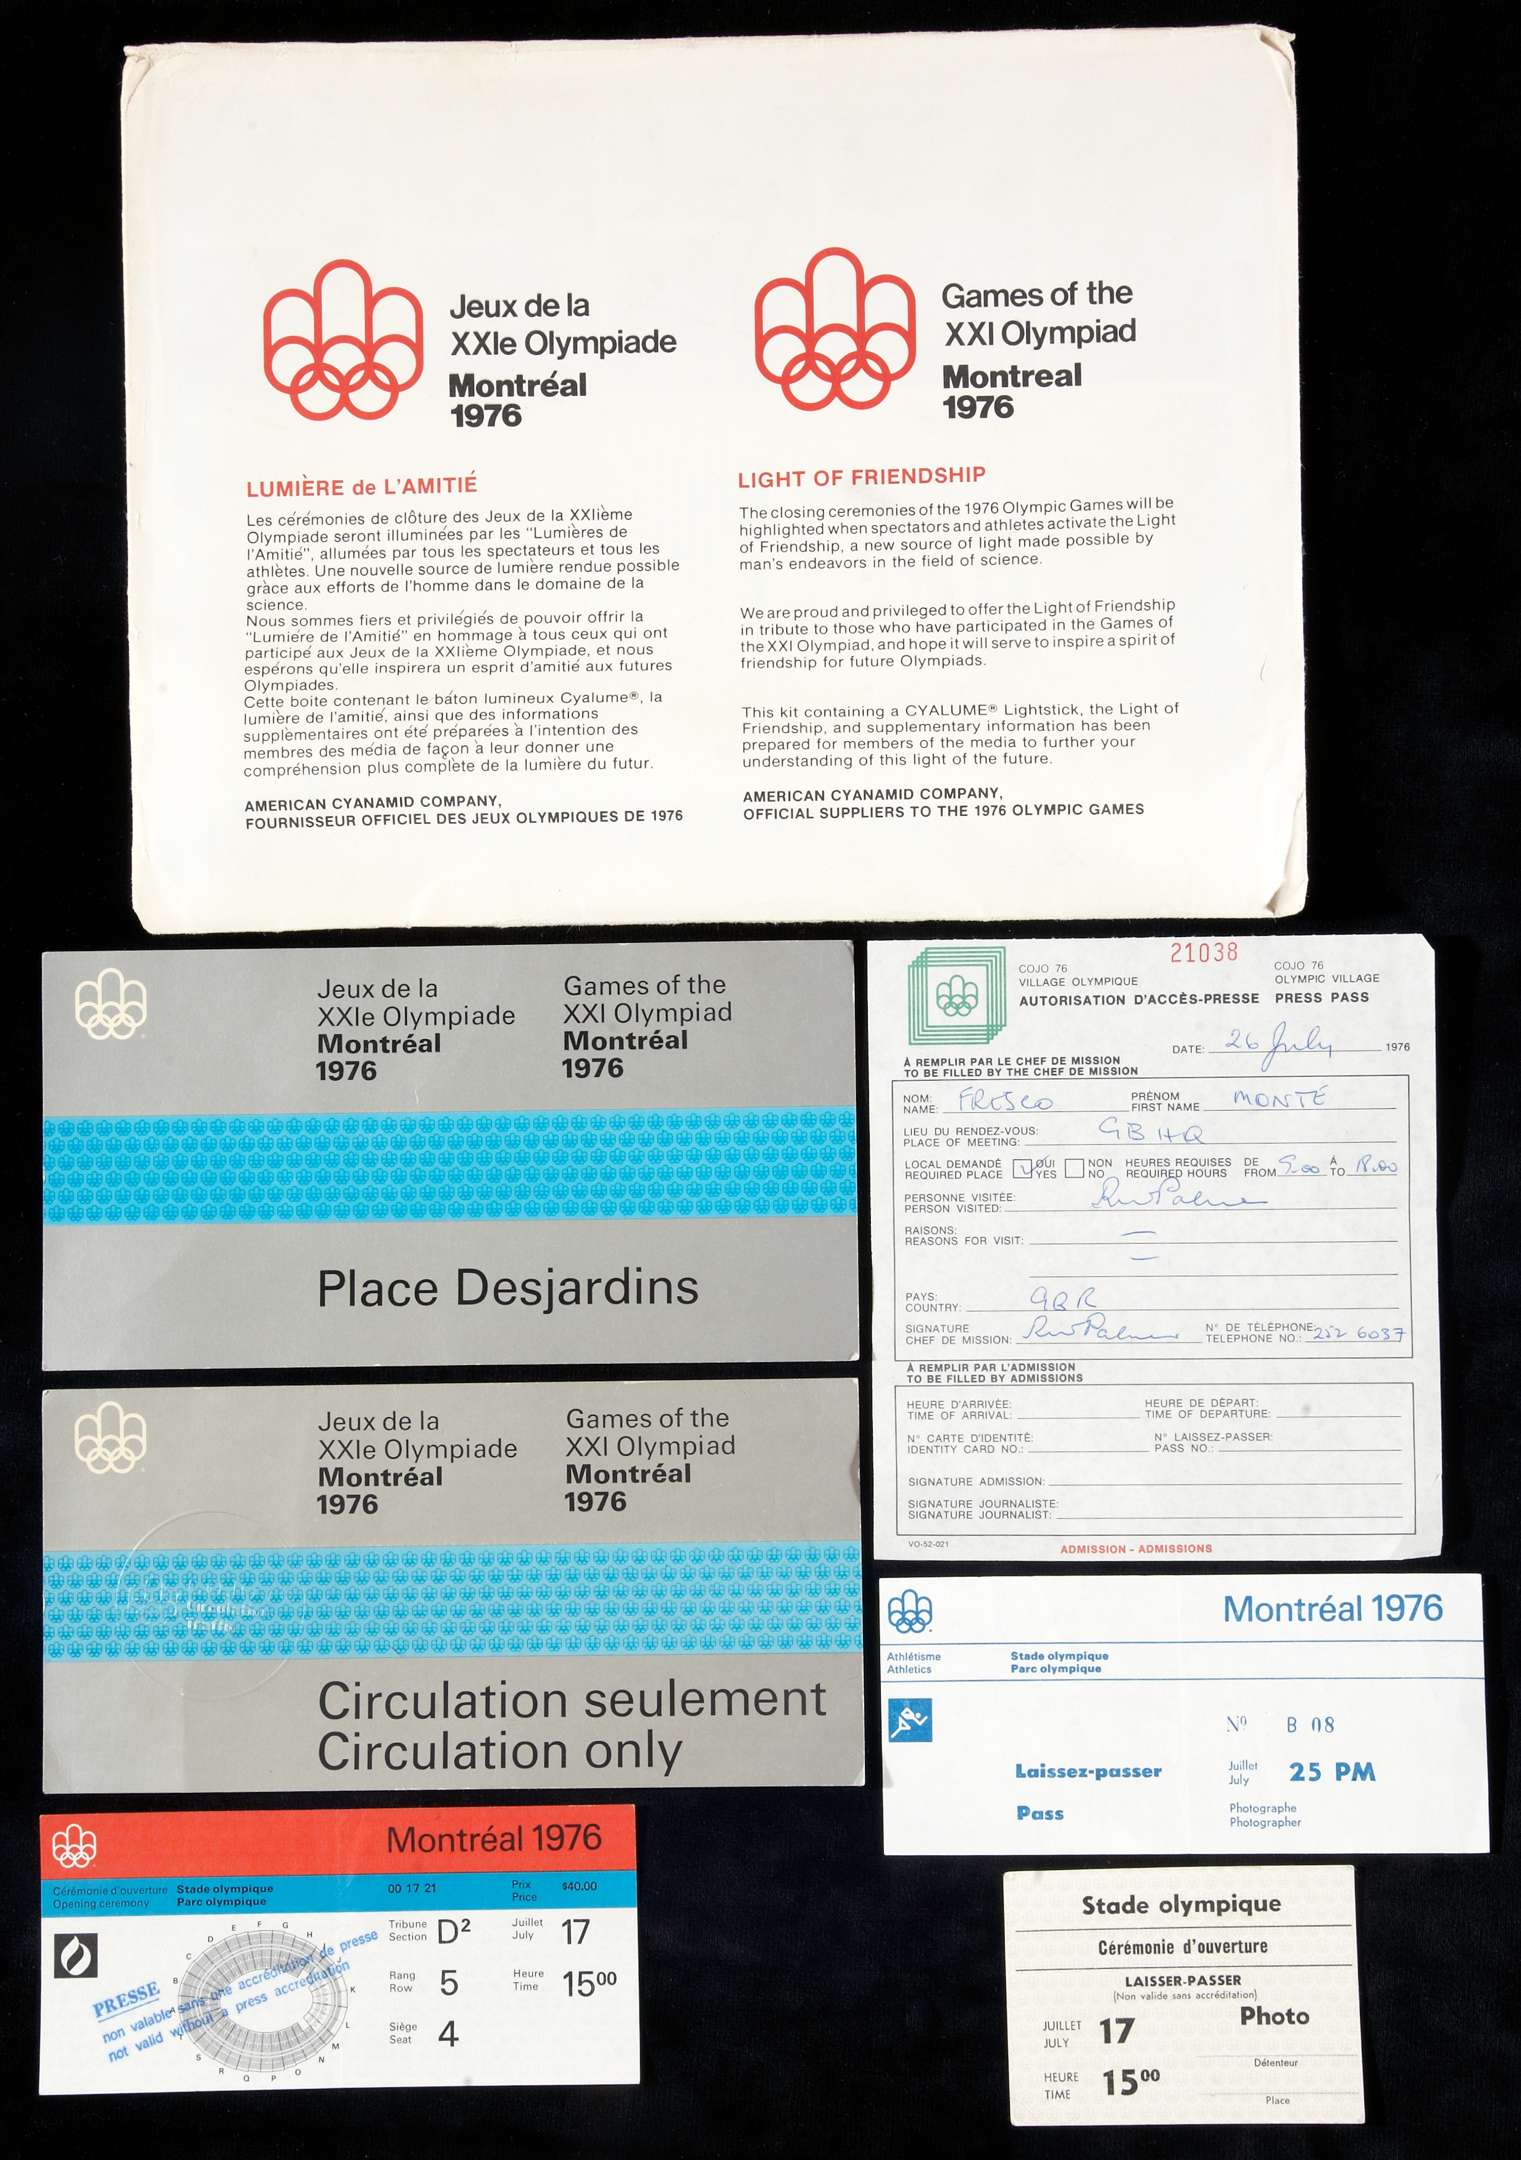 Jeux de la
XXIe Olympiade
Montréal
1976
LUMIÈRE de L'AMITIÉ
Les cérémonies de clôture des Jeux de la XXIième
Olympiade seront illuminées par les "Lumières de
l'Amitié", allumées par tous les spectateurs et tous les
athlètes. Une nouvelle source de lumière rendue possible
grâce aux efforts de l'homme dans le domaine de la
science.
Nous sommes fiers et privilégiés de pouvoir offrir la
"Lumière de l'Amitié" en hommage à tous ceux qui ont
participé aux Jeux de la XXIième Olympiade, et nous
espérons qu'elle inspirera un esprit d'amitié aux futures
Olympiades.
Cette boite contenant le bâton lumineux Cyalume®, la
lumière de l'amitié, ainsi que des informations
supplémentaires ont été préparées à l'intention des
membres des média de façon à leur donner une
compréhension plus complète de la lumière du futur.
AMERICAN CYANAMID COMPANY,
FOURNISSEUR OFFICIEL DES JEUX OLYMPIQUES DE 1976
Games of the
XXI Olympiad
Montreal
1976
LIGHT OF FRIENDSHIP
The closing ceremonies of the 1976 Olympic Games will be
highlighted when spectators and athletes activate the Light
of Friendship, a new source of light made possible by
man's endeavors in the field of science.
We are proud and privileged to offer the Light of Friendship
in tribute to those who have participated in the Games of
the XXI Olympiad, and hope it will serve to inspire a spirit of
friendship for future Olympiads.
This kit containing a CYALUME® Lightstick, the Light of
Friendship, and supplementary information has been
prepared for members of the media to further your
understanding of this light of the future.
AMERICAN CYANAMID COMPANY,
OFFICIAL SUPPLIERS TO THE 1976 OLYMPIC GAMES
Jeux de la
XXIe Olympiade
Montréal
1976
Games of the
XXI Olympiad
Montréal
1976
Place Desjardins
21038
COJO 76
VILLAGE OLYMPIQUE
AUTORISATION D'ACCÈS-PRESSE
COJO 76
OLYMPIC VILLAGE
PRESS PASS
DATE: 26 July 1976
À REMPLIR PAR LE CHEF DE MISSION
TO BE FILLED BY THE CHEF DE MISSION
NOM: PRÉNOM
NAME: FRESCO FIRST NAME MONTE
LIEU DU RENDEZ-VOUS:
PLACE OF MEETING: GB HQ
LOCAL DEMANDÉ OUI NON HEURES REQUISES DE À
REQUIRED PLACE YES NO REQUIRED HOURS FROM 9.00 TO 18.00
PERSONNE VISITÉE:
PERSON VISITED: Palmer
RAISONS:
REASONS FOR VISIT:
PAYS:
COUNTRY: GBR
SIGNATURE N° DE TÉLÉPHONE:
CHEF DE MISSION: Palmer TELEPHONE NO.: 252 6037
À REMPLIR PAR L'ADMISSION
TO BE FILLED BY ADMISSIONS
HEURE D'ARRIVÉE: HEURE DE DÉPART:
TIME OF ARRIVAL: TIME OF DEPARTURE:
N° CARTE D'IDENTITÉ: N° LAISSEZ-PASSER:
IDENTITY CARD NO.: PASS NO.:
SIGNATURE ADMISSION:
SIGNATURE JOURNALISTE:
SIGNATURE JOURNALIST:
VO-52-021
ADMISSION - ADMISSIONS
Jeux de la
XXIe Olympiade
Montréal
1976
Games of the
XXI Olympiad
Montréal
1976
Circulation seulement
Circulation only
Montréal 1976
Athlétisme Stade olympique
Athletics Parc olympique
Nº B 08
Laissez-passer Juillet
July 25 PM
Pass Photographe
Photographer
Montréal 1976
Cérémonie d'ouverture Stade olympique 00 17 21 Prix $40.00
Opening ceremony Parc olympique Price
Tribune
Section D2
Juillet
July 17
Rang
Row 5
Heure
Time 1500
Siège
Seat 4
A
B
C
D
E
F
G
H
J
K
L
M
N
O
P
Q
R
S
PRESSE
non valable sans une accréditation de presse
not valid without a press accreditation
Stade olympique
Cérémonie d'ouverture
LAISSER-PASSER
(Non valide sans accréditation)
JUILLET
JULY 17
Photo
Détenteur
HEURE
TIME 1500
Place